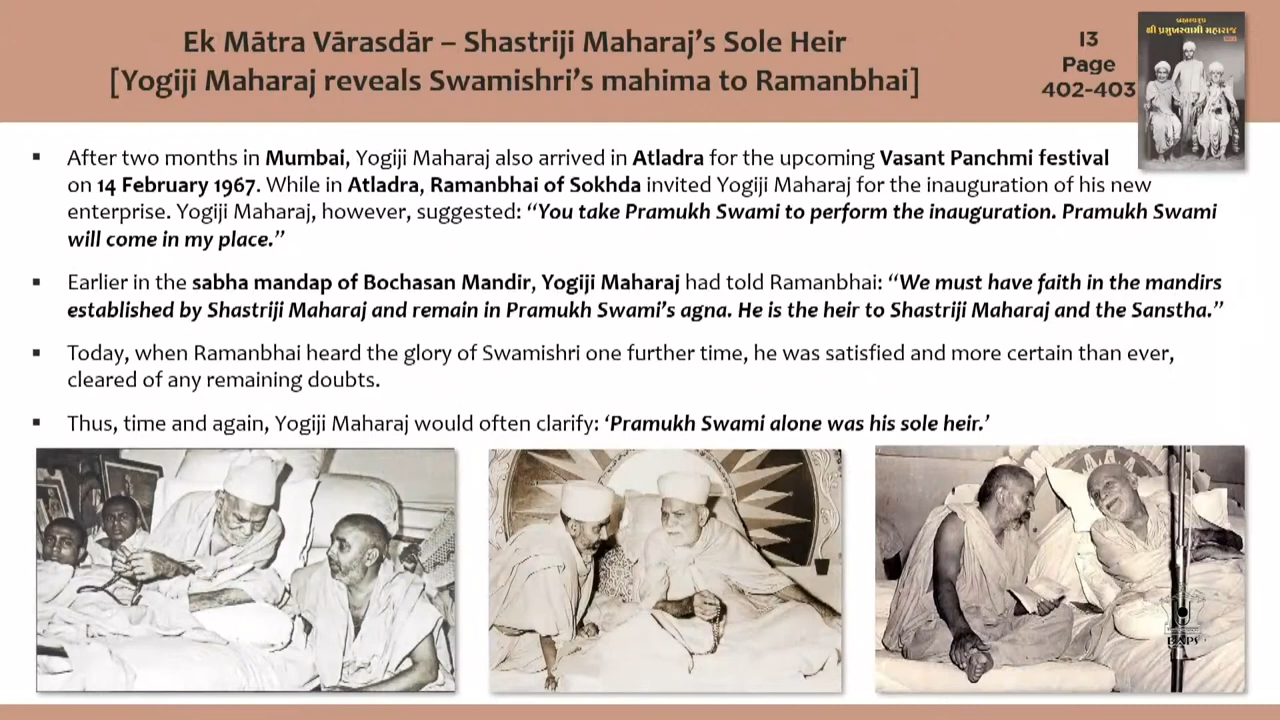 Ek Mātra Vārasdār – Shastriji Maharaj’s Sole Heir
[Yogiji Maharaj reveals Swamishri’s mahima to Ramanbhai]
I3
Page
402-403
શ્રી પ્રમુખસ્વામી મહારાજ
▪ After two months in Mumbai, Yogiji Maharaj also arrived in Atladra for the upcoming Vasant Panchmi festival
on 14 February 1967. While in Atladra, Ramanbhai of Sokhda invited Yogiji Maharaj for the inauguration of his new
enterprise. Yogiji Maharaj, however, suggested: “You take Pramukh Swami to perform the inauguration. Pramukh Swami
will come in my place.”
▪ Earlier in the sabha mandap of Bochasan Mandir, Yogiji Maharaj had told Ramanbhai: “We must have faith in the mandirs
established by Shastriji Maharaj and remain in Pramukh Swami’s agna. He is the heir to Shastriji Maharaj and the Sanstha.”
▪ Today, when Ramanbhai heard the glory of Swamishri one further time, he was satisfied and more certain than ever,
cleared of any remaining doubts.
▪ Thus, time and again, Yogiji Maharaj would often clarify: ‘Pramukh Swami alone was his sole heir.’
BAPS